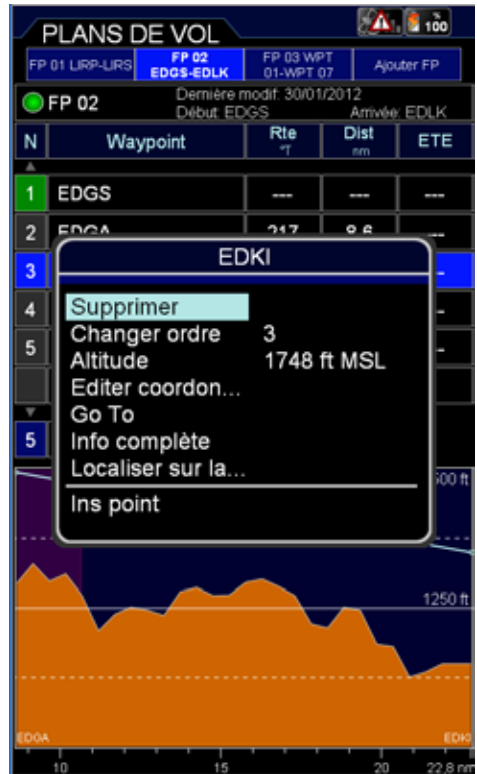 PLANS DE VOL
% 100
FP 01 LIRP-LIRS
FP 02 EDGS-EDLK
FP 03 WPT 01-WPT 07
Ajouter FP
FP 02
Dernière modif: 30/01/2012
Début: EDGS Arrivée: EDLK
N Waypoint Rte °T Dist nm ETE
1 EDGS --- --- ---
2 EDGA 217 8.6
3
4
5
5
EDKI
Supprimer
Changer ordre 3
Altitude 1748 ft MSL
Editer coordon...
Go To
Info complète
Localiser sur la...
Ins point
500 ft
1250 ft
EDGA EDKI
10 15 20 22,8 nm